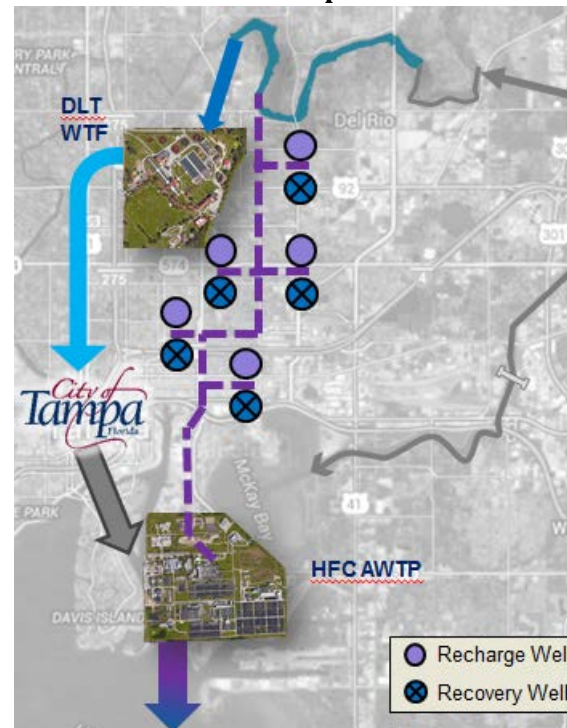 DLT
WTF
Del Rio
92
301
574
275
4
City of
Tampa
Florida
McKay Bay
41
HFC AWTP
DAVIS ISLAND
Recharge Wel
Recovery Well